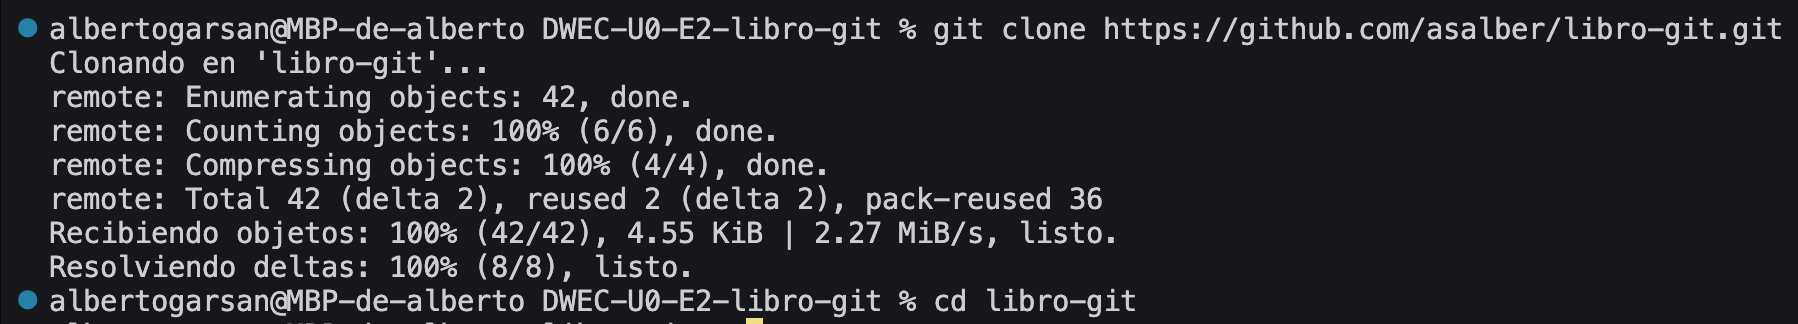 albertogarsan@MBP-de-alberto DWEC-U0-E2-libro-git % git clone https://github.com/asalber/libro-git.git
Clonando en 'libro-git'...
remote: Enumerating objects: 42, done.
remote: Counting objects: 100% (6/6), done.
remote: Compressing objects: 100% (4/4), done.
remote: Total 42 (delta 2), reused 2 (delta 2), pack-reused 36
Recibiendo objetos: 100% (42/42), 4.55 KiB | 2.27 MiB/s, listo.
Resolviendo deltas: 100% (8/8), listo.
albertogarsan@MBP-de-alberto DWEC-U0-E2-libro-git % cd libro-git